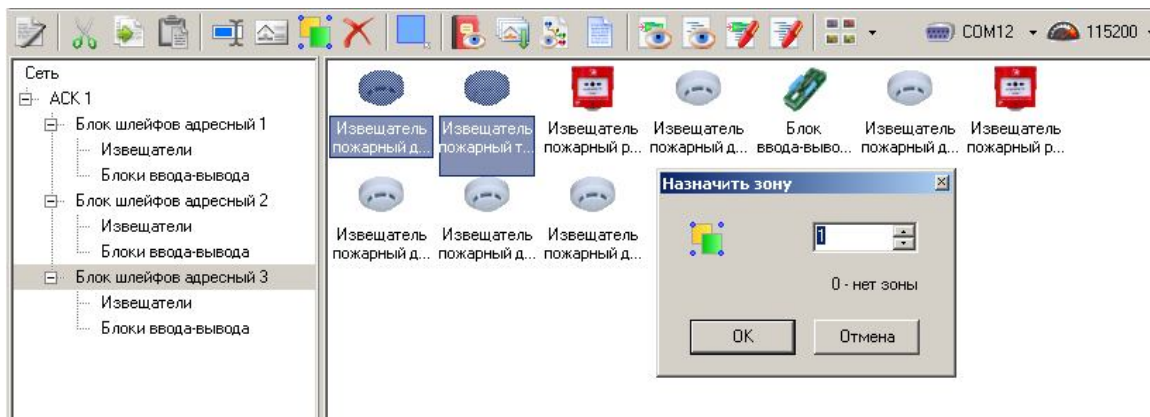 COM12
115200
Сеть
АСК 1
Блок шлейфов адресный 1
Извещатели
Блоки ввода-вывода
Блок шлейфов адресный 2
Извещатели
Блоки ввода-вывода
Блок шлейфов адресный 3
Извещатели
Блоки ввода-вывода
Извещатель Извещатель Извещатель Извещатель Блок Извещатель Извещатель
пожарный д... пожарный т... пожарный р... пожарный д... ввода-выво... пожарный д... пожарный р...
Извещатель Извещатель Извещатель
пожарный д... пожарный д... пожарный д...
Назначить зону
1
0 - нет зоны
OK
Отмена